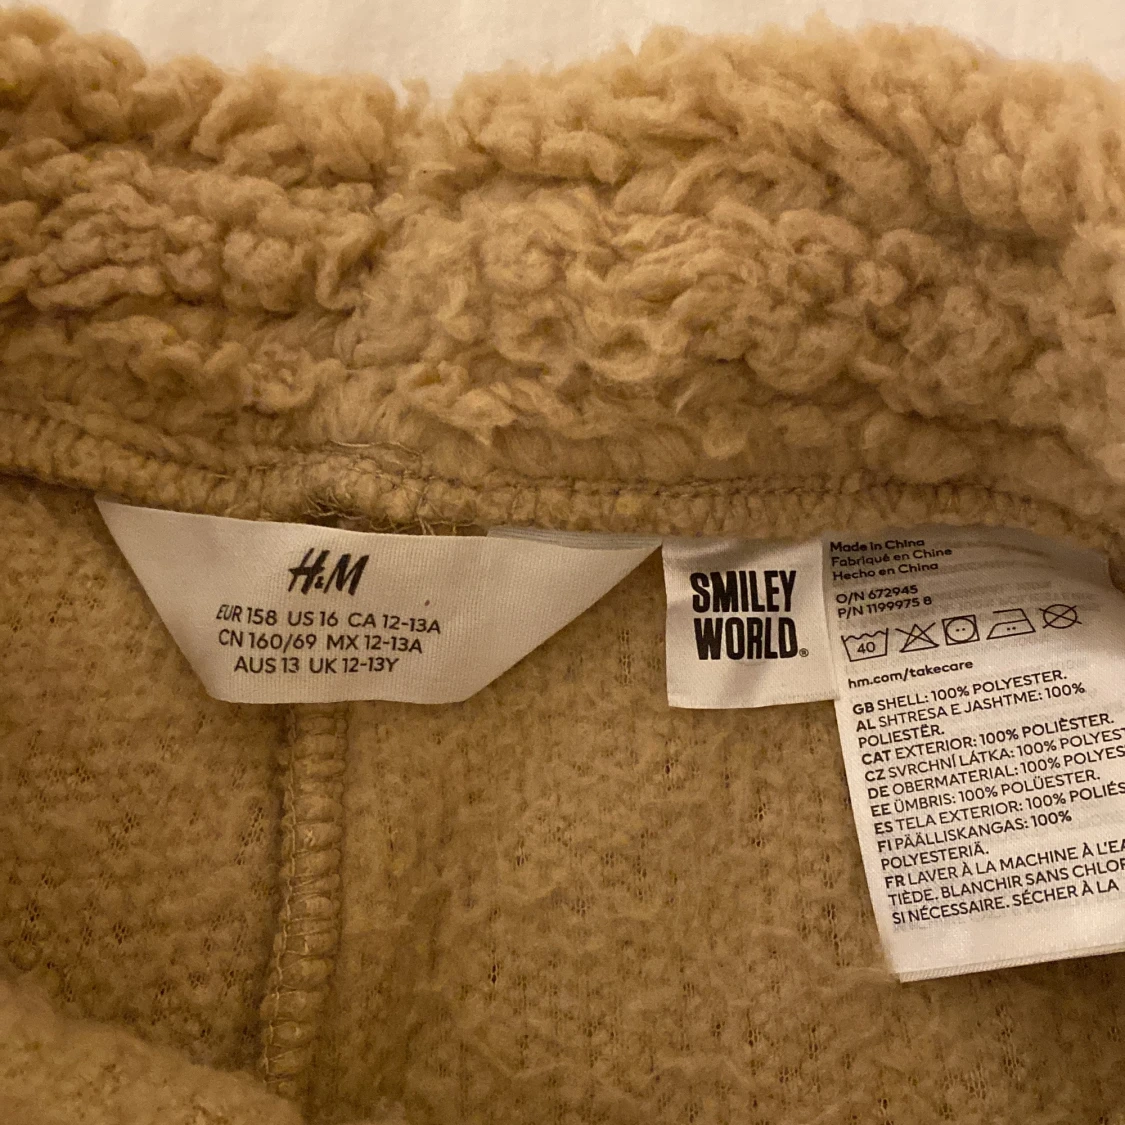 H&M
EUR 158 US 16 CA 12-13A
CN 160/69 MX 12-13A
AUS 13 UK 12-13Y
SMILEY
WORLD®
Made in China
Fabriqué en Chine
Hecho en China
O/N 672945
P/N 1199975 8
40
hm.com/takecare
GB SHELL: 100% POLYESTER.
AL SHTRESA E JASHTME: 100%
POLIESTËR.
CAT EXTERIOR: 100% POLIÈSTER.
CZ SVRCHNÍ LÁTKA: 100% POLYEST
DE OBERMATERIAL: 100% POLYES
EE ÜMBRIS: 100% POLÜESTER.
ES TELA EXTERIOR: 100% POLIÉS
FI PÄÄLLISKANGAS: 100%
POLYESTERIÄ.
FR LAVER À LA MACHINE À L'EA
TIÈDE. BLANCHIR SANS CHLOR
SI NÉCESSAIRE. SÉCHER À LA